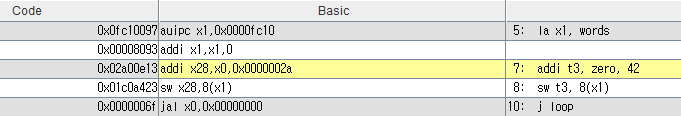 Code Basic
0x0fc10097 auipc x1,0x0000fc10 5: la x1, words
0x00008093 addi x1,x1,0
0x02a00e13 addi x28,x0,0x0000002a 7: addi t3, zero, 42
0x01c0a423 sw x28,8(x1) 8: sw t3, 8(x1)
0x0000006f jal x0,0x00000000 10: j loop